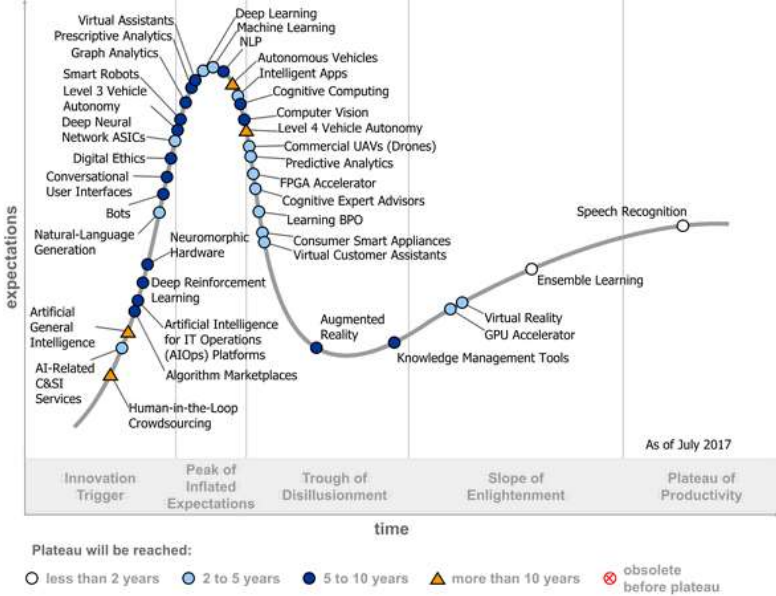 Virtual Assistants
Prescriptive Analytics
Graph Analytics
Smart Robots
Level 3 Vehicle
Autonomy
Deep Neural
Network ASICs
Digital Ethics
Conversational
User Interfaces
Bots
Natural-Language
Generation
Artificial
General
Intelligence
AI-Related
C&SI
Services
Deep Learning
Machine Learning
NLP
Autonomous Vehicles
Intelligent Apps
Cognitive Computing
Computer Vision
Level 4 Vehicle Autonomy
Commercial UAVs (Drones)
Predictive Analytics
FPGA Accelerator
Cognitive Expert Advisors
Learning BPO
Consumer Smart Appliances
Virtual Customer Assistants
Neuromorphic
Hardware
Deep Reinforcement
Learning
Artificial Intelligence
for IT Operations
(AIOps) Platforms
Algorithm Marketplaces
Human-in-the-Loop
Crowdsourcing
Augmented
Reality
Knowledge Management Tools
Virtual Reality
GPU Accelerator
Ensemble Learning
Speech Recognition
As of July 2017
expectations
Innovation
Trigger
Peak of
Inflated
Expectations
Trough of
Disillusionment
Slope of
Enlightenment
Plateau of
Productivity
time
Plateau will be reached:
less than 2 years
2 to 5 years
5 to 10 years
more than 10 years
obsolete
before plateau